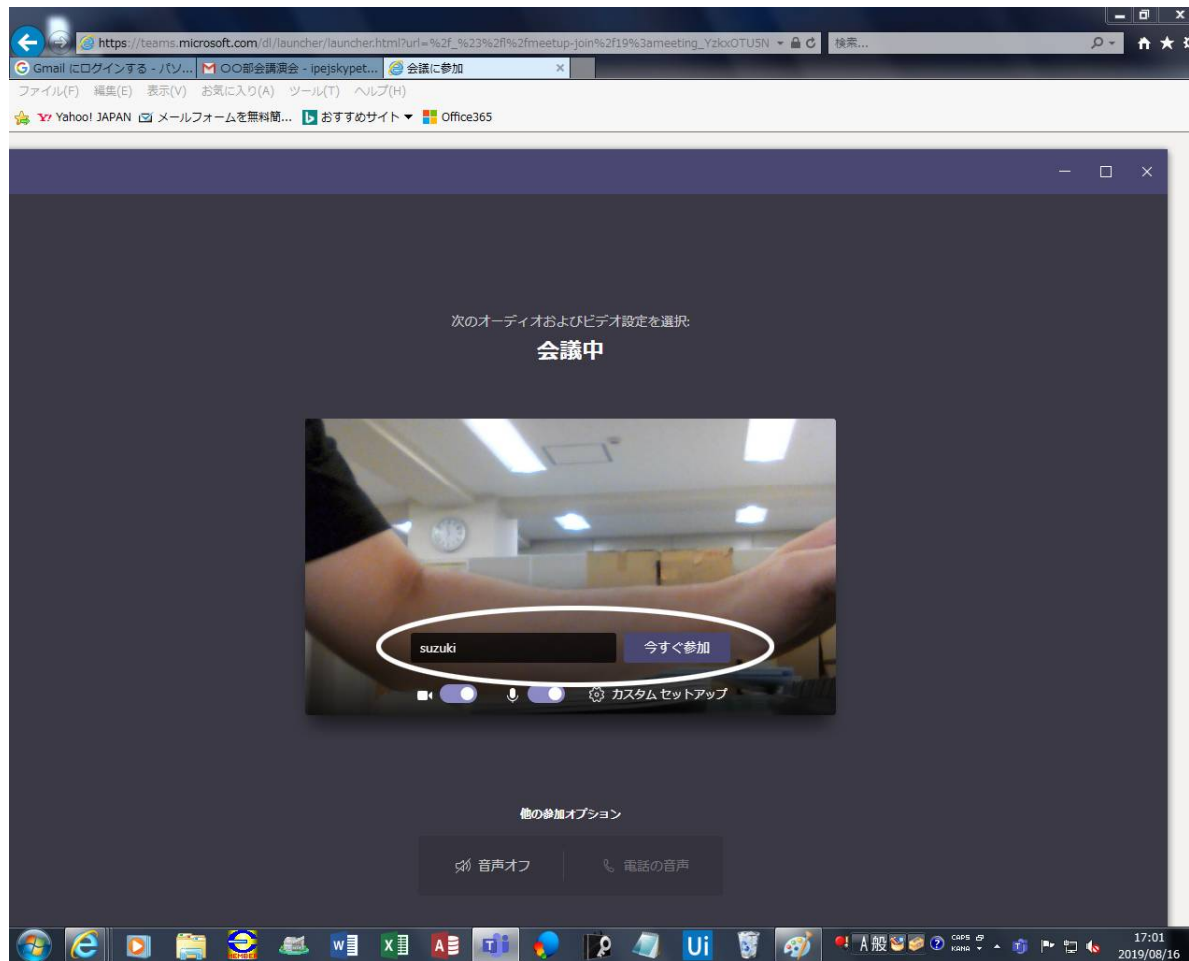 https://teams.microsoft.com/dl/launcher/launcher.html?url=%2f_%23%2fl%2fmeetup-join%2f19%3ameeting_YzkxOTU5N
検索...
Gmail にログインする - パソ...
〇〇部会講演会 - ipejskypet...
会議に参加
ファイル(F) 編集(E) 表示(V) お気に入り(A) ツール(T) ヘルプ(H)
Yahoo! JAPAN メールフォームを無料簡... おすすめサイト Office365
次のオーディオおよびビデオ設定を選択:
会議中
suzuki
今すぐ参加
カスタム セットアップ
他の参加オプション
音声オフ
電話の音声
A 般
CAPS
KANA
17:01
2019/08/16